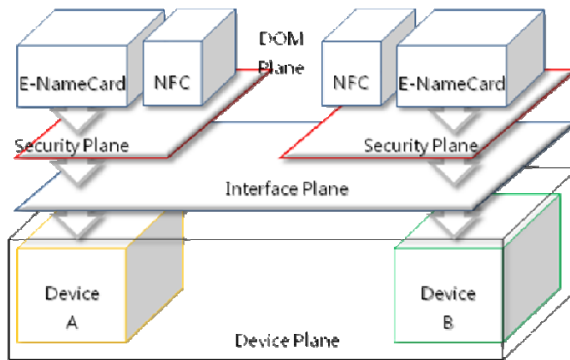 DOM
Plane
E-NameCard
NFC
NFC
E-NameCard
Security Plane
Security Plane
Interface Plane
Device
A
Device
B
Device Plane